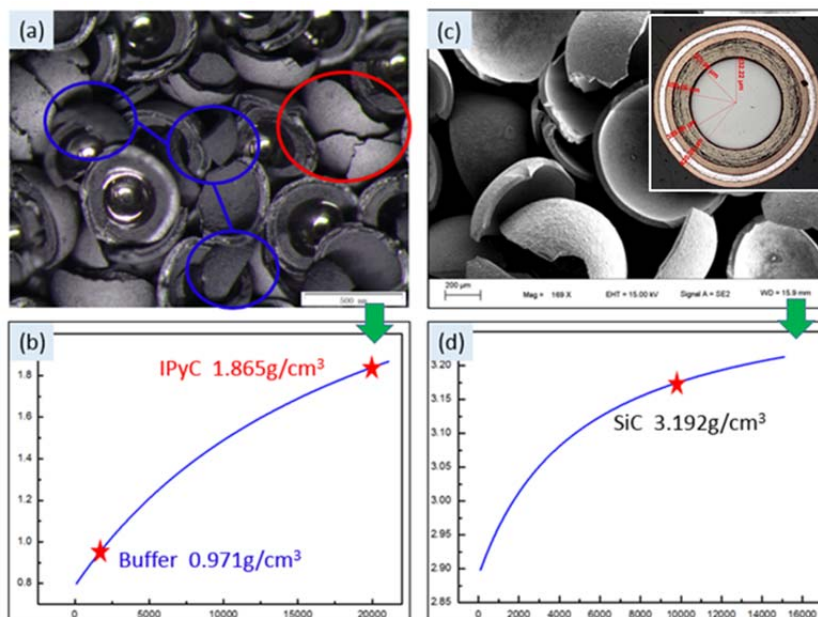 (a)
500 um
(c)
200 μm
Mag = 169 X
EHT = 15.00 kV
Signal A = SE2
WD = 15.9 mm
(b)
IPyC 1.865g/cm³
Buffer 0.971g/cm³
1.8
1.6
1.4
1.2
1.0
0.8
0
5000
10000
15000
20000
(d)
SiC 3.192g/cm³
3.20
3.15
3.10
3.05
3.00
2.95
2.90
2.85
0
2000
4000
6000
8000
10000
12000
14000
16000